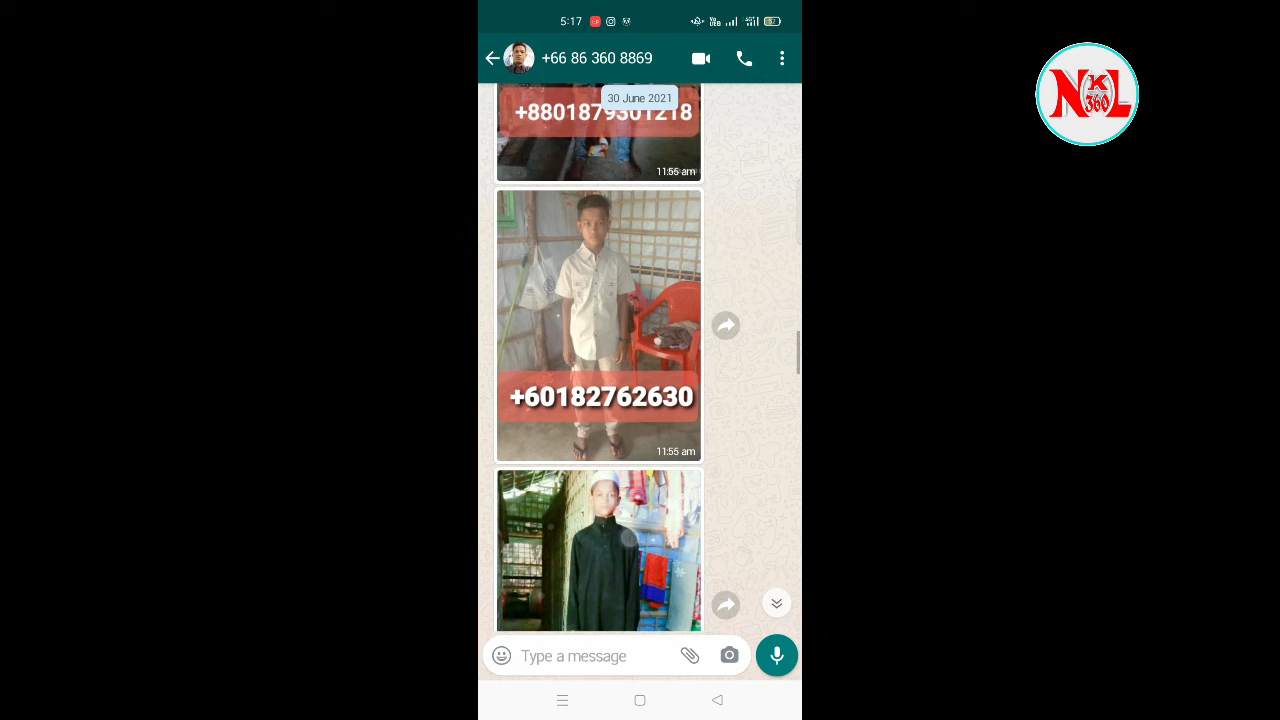 5:17
+66 86 360 8869
30 June 2021
+8801879301218
11:55 am
+60182762630
11:55 am
Type a message
NKL
360